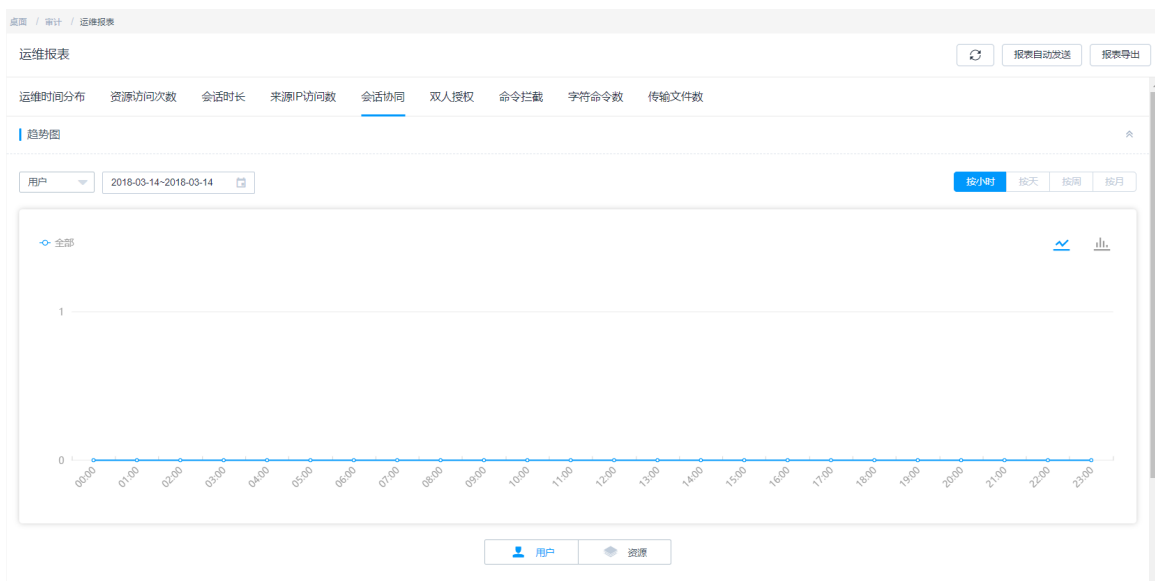 桌面 / 审计 / 运维报表
运维报表 报表自动发送 报表导出
运维时间分布 资源访问次数 会话时长 来源IP访问数 会话协同 双人授权 命令拦截 字符命令数 传输文件数
趋势图
用户 2018-03-14~2018-03-14 按小时 按天 按周 按月
全部
1
0
00:00 01:00 02:00 03:00 04:00 05:00 06:00 07:00 08:00 09:00 10:00 11:00 12:00 13:00 14:00 15:00 16:00 17:00 18:00 19:00 20:00 21:00 22:00 23:00
用户 资源